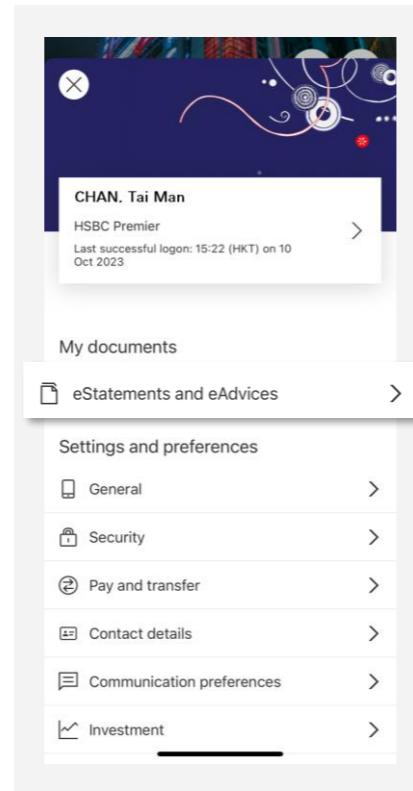 CHAN, Tai Man
HSBC Premier
Last successful logon: 15:22 (HKT) on 10
Oct 2023
My documents
eStatements and eAdvices
Settings and preferences
General
Security
Pay and transfer
Contact details
Communication preferences
Investment